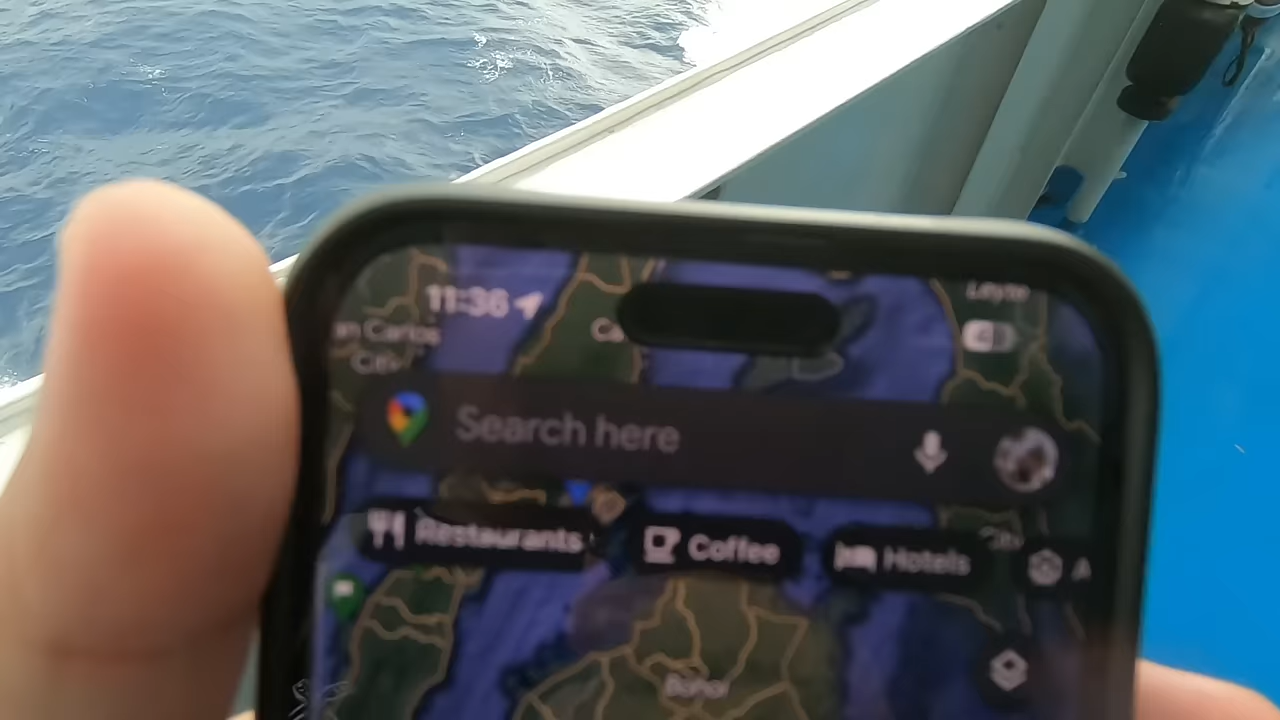 11:36
Leyte
Carlos
City
Search here
Restaurants
Coffee
Hotels
A
Bohol